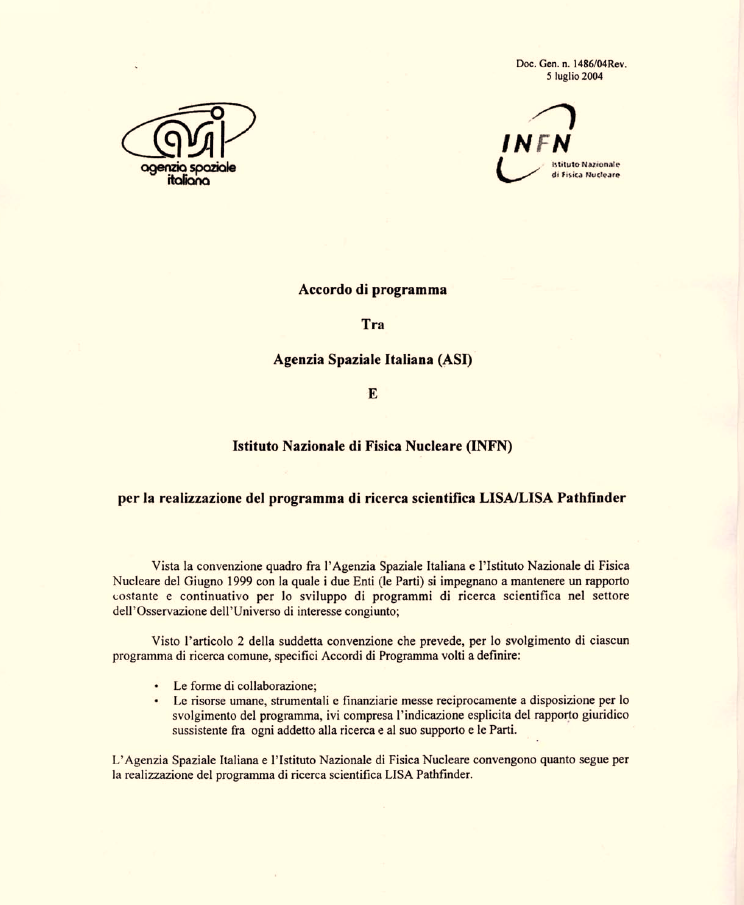 Doc. Gen. n. 1486/04Rev.
5 luglio 2004
asi
agenzia spaziale
italiana
INFN
Istituto Nazionale
di Fisica Nucleare
Accordo di programma
Tra
Agenzia Spaziale Italiana (ASI)
E
Istituto Nazionale di Fisica Nucleare (INFN)
per la realizzazione del programma di ricerca scientifica LISA/LISA Pathfinder
Vista la convenzione quadro fra l'Agenzia Spaziale Italiana e l'Istituto Nazionale di Fisica
Nucleare del Giugno 1999 con la quale i due Enti (le Parti) si impegnano a mantenere un rapporto
costante e continuativo per lo sviluppo di programmi di ricerca scientifica nel settore
dell'Osservazione dell'Universo di interesse congiunto;
Visto l'articolo 2 della suddetta convenzione che prevede, per lo svolgimento di ciascun
programma di ricerca comune, specifici Accordi di Programma volti a definire:
• Le forme di collaborazione;
• Le risorse umane, strumentali e finanziarie messe reciprocamente a disposizione per lo
svolgimento del programma, ivi compresa l'indicazione esplicita del rapporto giuridico
sussistente fra ogni addetto alla ricerca e al suo supporto e le Parti.
L'Agenzia Spaziale Italiana e l'Istituto Nazionale di Fisica Nucleare convengono quanto segue per
la realizzazione del programma di ricerca scientifica LISA Pathfinder.